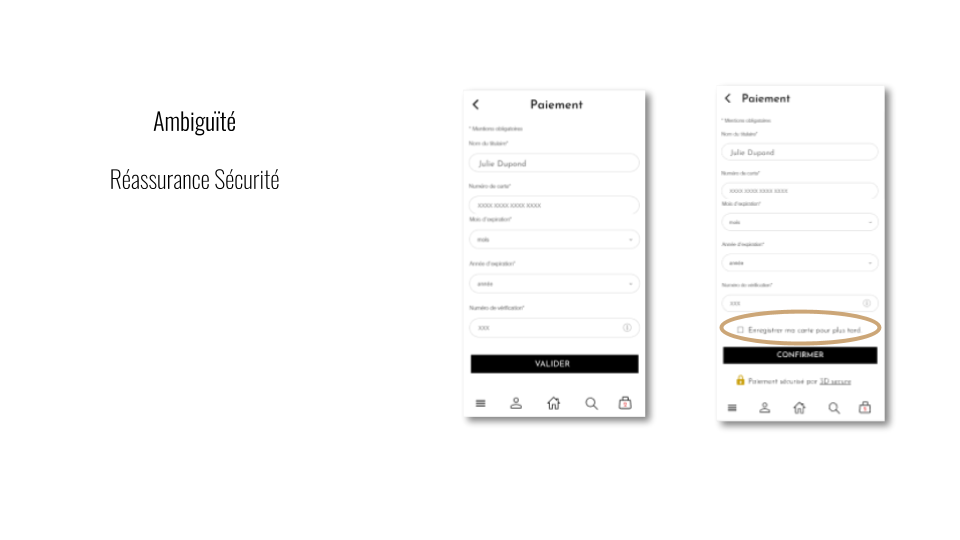 Ambiguïté
Réassurance Sécurité
Paiement
* Mentions obligatoires
Nom du titulaire*
Julie Dupond
Numéro de carte*
XXXX XXXX XXXX XXXX
Mois d'expiration*
mois
Année d'expiration*
année
Numéro de vérification*
XXX
VALIDER
Paiement
* Mentions obligatoires
Nom du titulaire*
Julie Dupond
Numéro de carte*
XXXX XXXX XXXX XXXX
Mois d'expiration*
mois
Année d'expiration*
année
Numéro de vérification*
XXX
Enregistrer ma carte pour plus tard
CONFIRMER
Paiement sécurisé par 3D secure